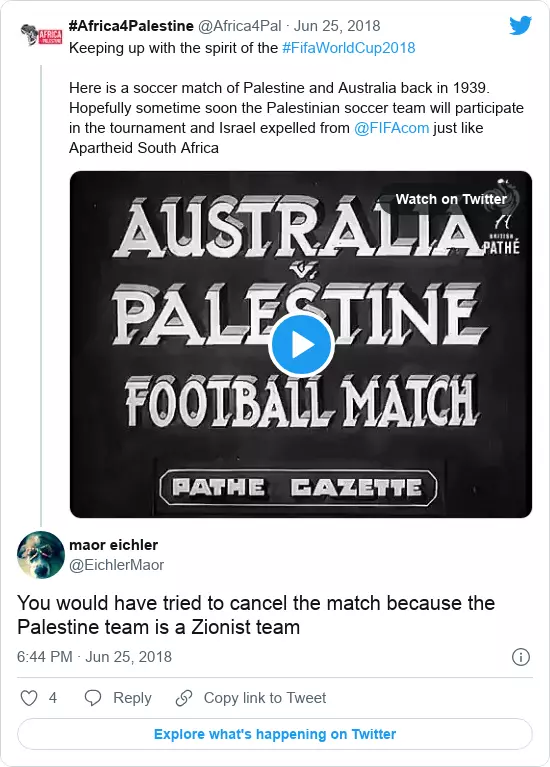 #Africa4Palestine @Africa4Pal · Jun 25, 2018
Keeping up with the spirit of the #FifaWorldCup2018
Here is a soccer match of Palestine and Australia back in 1939.
Hopefully sometime soon the Palestinian soccer team will participate
in the tournament and Israel expelled from @FIFAcom just like
Apartheid South Africa
Watch on Twitter
BRITISH
PATHÉ
AUSTRALIA
V.
PALESTINE
FOOTBALL MATCH
PATHE GAZETTE
maor eichler
@EichlerMaor
You would have tried to cancel the match because the
Palestine team is a Zionist team
6:44 PM · Jun 25, 2018
4 Reply Copy link to Tweet
Explore what's happening on Twitter